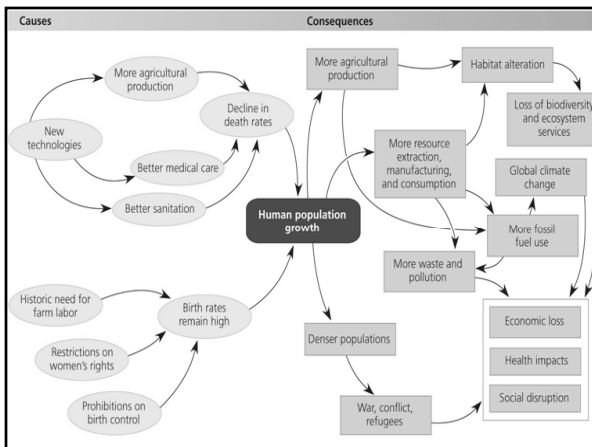 Causes
Consequences
More agricultural
production
New
technologies
Decline in
death rates
Better medical care
Better sanitation
Human population
growth
Historic need for
farm labor
Birth rates
remain high
Restrictions on
women's rights
Prohibitions on
birth control
More agricultural
production
Habitat alteration
Loss of biodiversity
and ecosystem
services
More resource
extraction,
manufacturing,
and consumption
Global climate
change
More fossil
fuel use
More waste and
pollution
Denser populations
War, conflict,
refugees
Economic loss
Health impacts
Social disruption